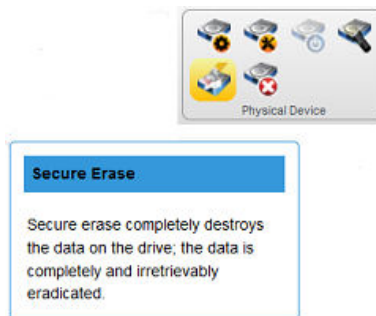 Physical Device
Secure Erase
Secure erase completely destroys
the data on the drive; the data is
completely and irretrievably
eradicated.